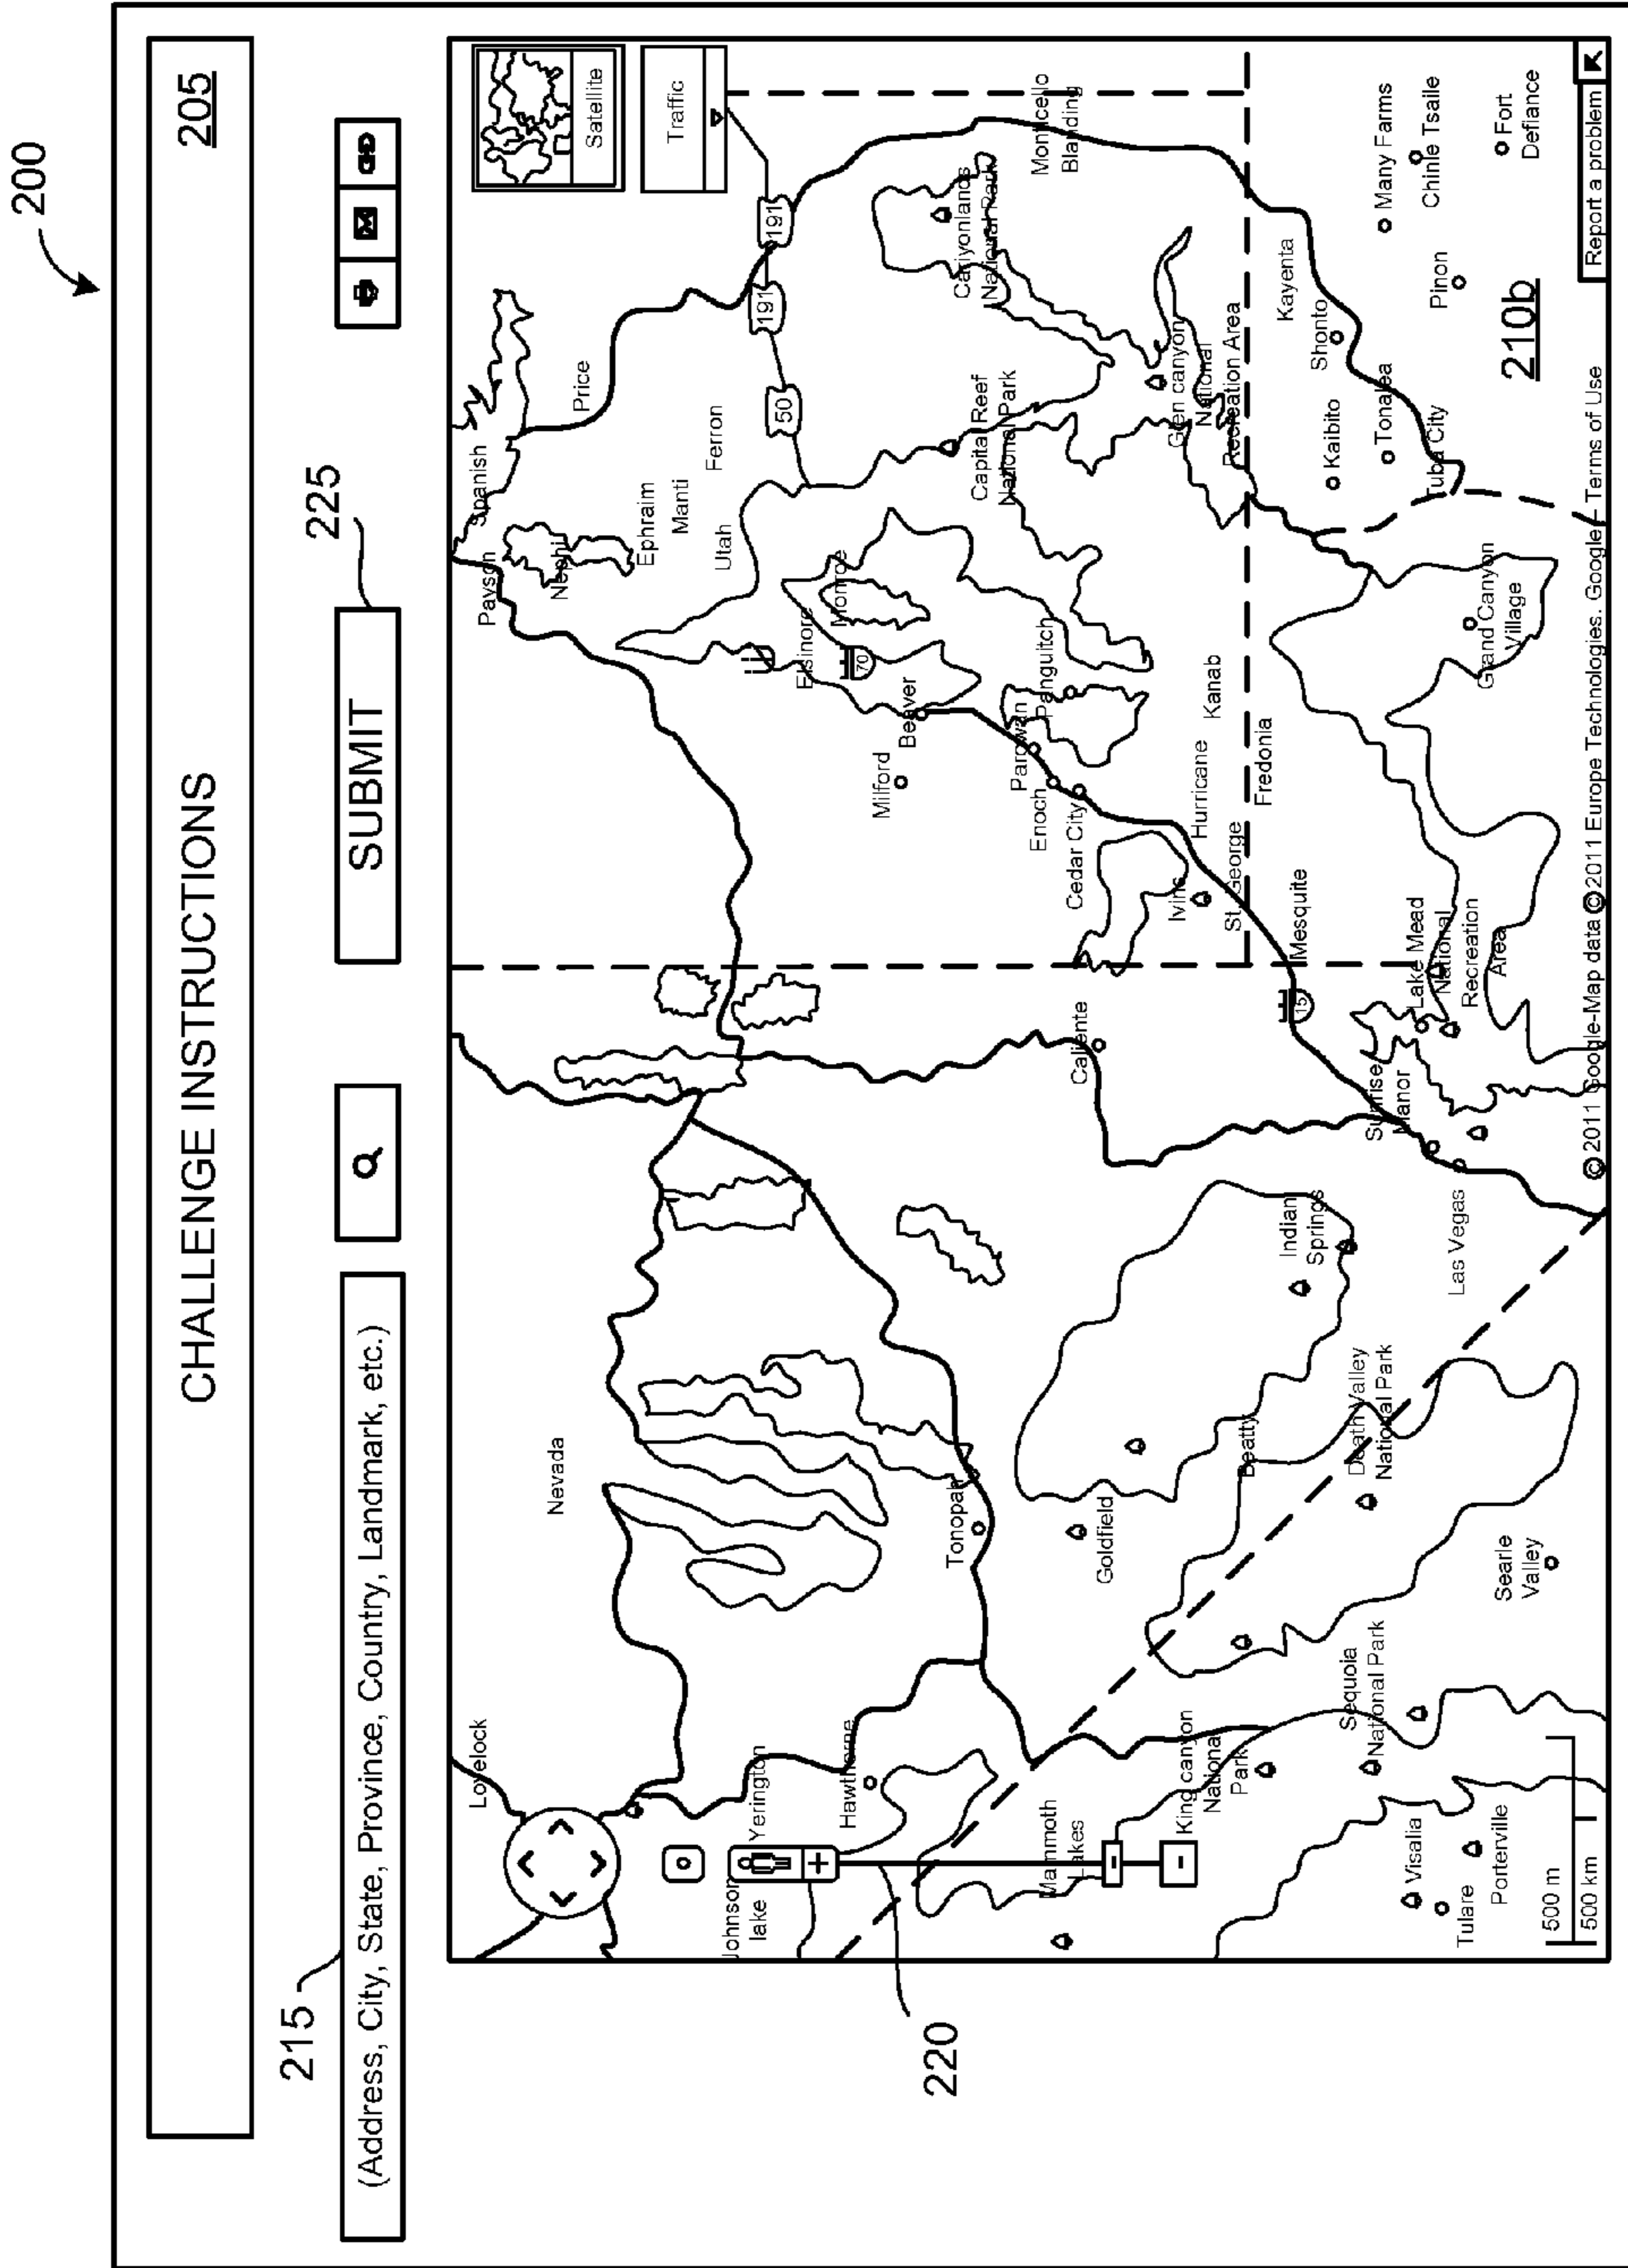 200
CHALLENGE INSTRUCTIONS
205
215
(Address, City, State, Province, Country, Landmark, etc.)
SUBMIT
225
Satellite
Traffic
Lovelock
Nevada
Payson
Spanish
Nephi
Price
Ephraim
Manti
Ferron
Utah
Johnson
lake
Yerington
Hawthorne
191
191
50
Elsinore
Monroe
70
Milford
Beaver
Tonopah
Capital Reef
National Park
Cariyonlands
National Park
Monticello
Blanding
220
Mammoth
Lakes
Goldfield
Caliente
Enoch
Parowan
Panguitch
Cedar City
Glen canyon
National
Recreation Area
King canyon
National
Park
Beatty
Indian
Springs
Ivins
St. George
Hurricane
Kanab
Fredonia
Mesquite
15
Kayenta
Shonto
Kaibito
Tonalea
Tuba City
Many Farms
Chinle Tsaile
Pinon
Fort
Defiance
Sequoia
National Park
Death Valley
National Park
Sunrise
Manor
Lake Mead
National
Recreation
Area
Las Vegas
Grand Canyon
Village
Visalia
Tulare
Porterville
Searle
Valley
210b
500 m
500 km
©2011 Google-Map data ©2011 Europe Technologies. Google – Terms of Use
Report a problem